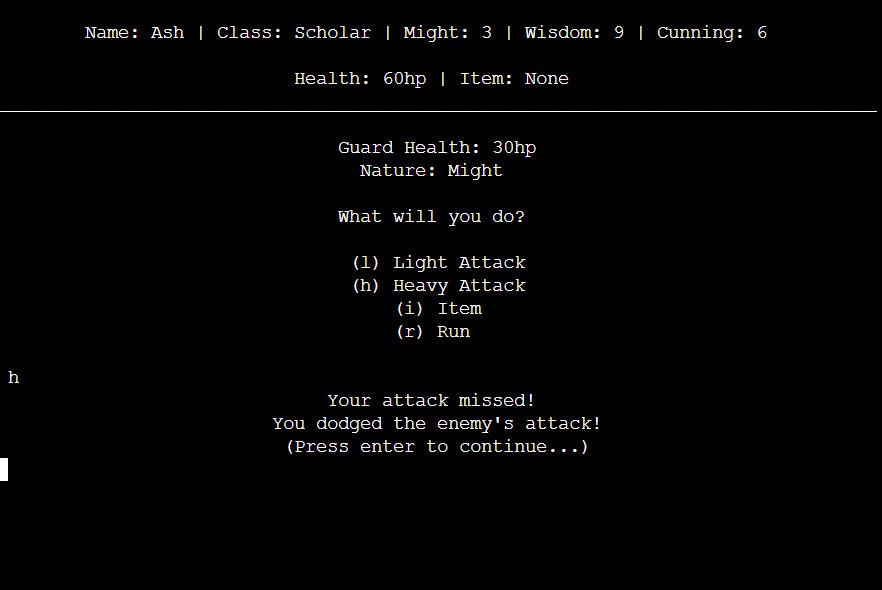 Name: Ash | Class: Scholar | Might: 3 | Wisdom: 9 | Cunning: 6
Health: 60hp | Item: None
Guard Health: 30hp
Nature: Might
What will you do?
(l) Light Attack
(h) Heavy Attack
(i) Item
(r) Run
h
Your attack missed!
You dodged the enemy's attack!
(Press enter to continue...)